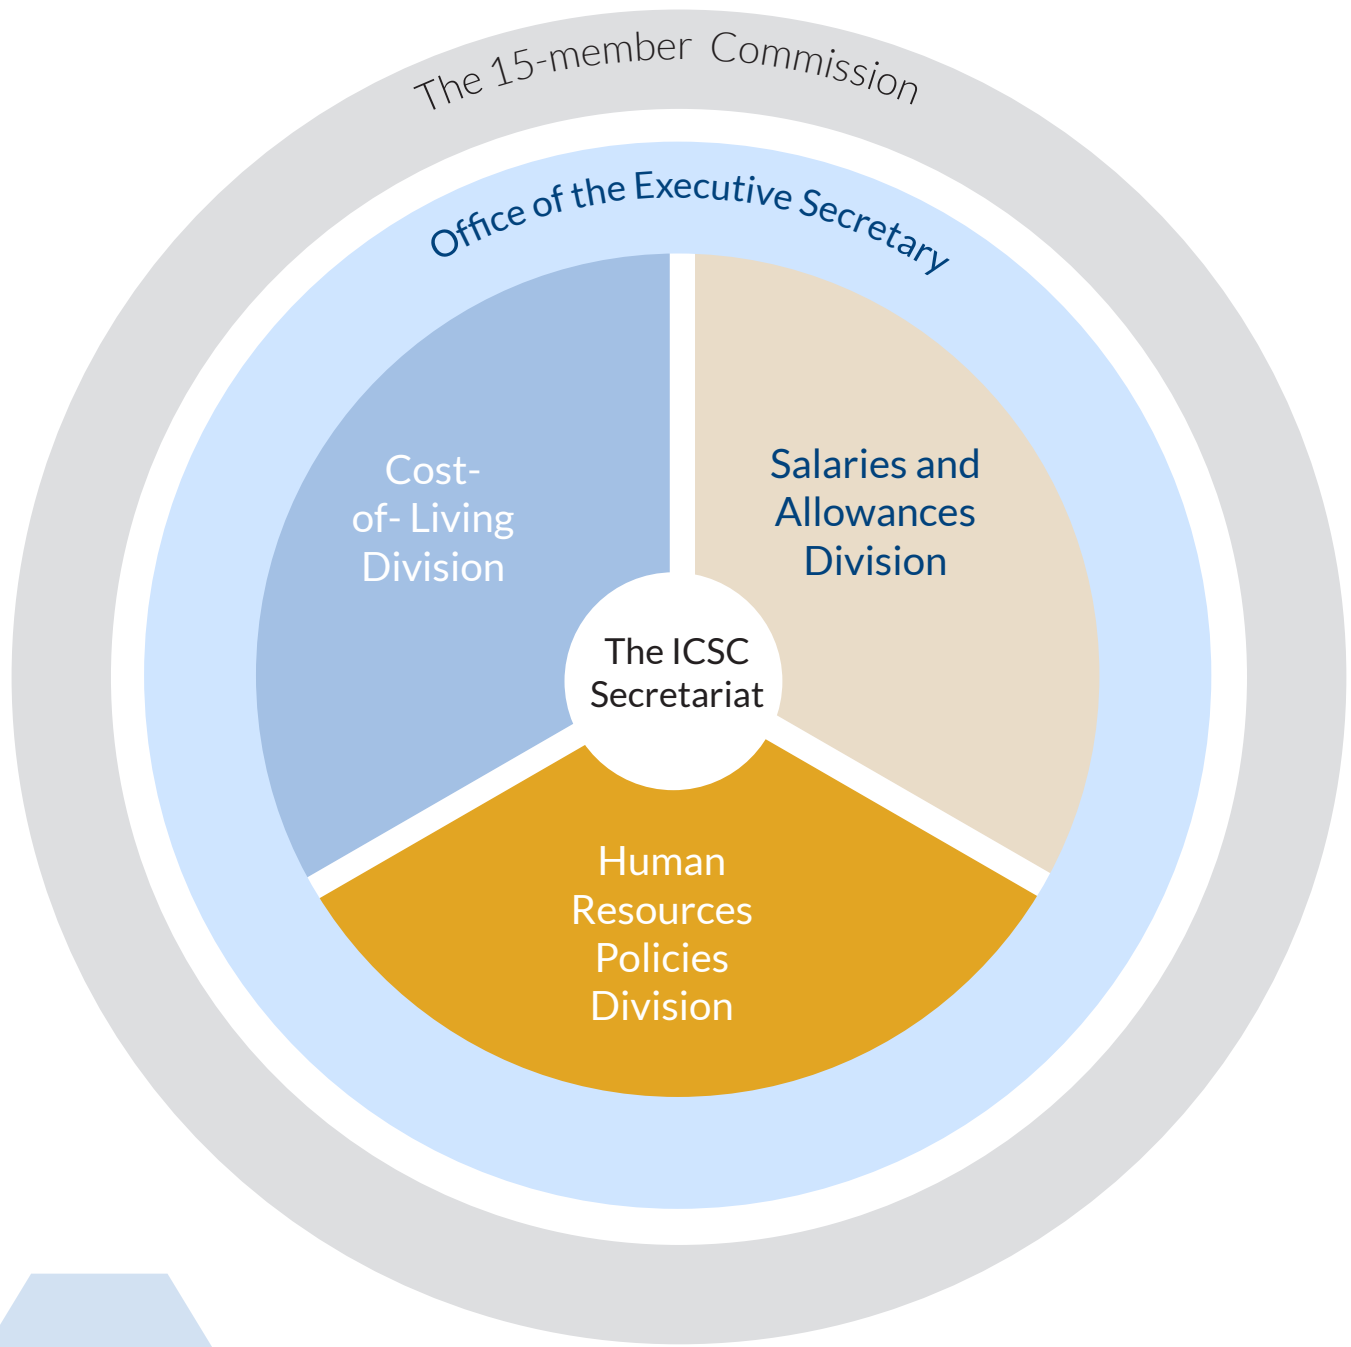 The 15-member Commission
Office of the Executive Secretary
Cost-
of- Living
Division
Salaries and
Allowances
Division
The ICSC
Secretariat
Human
Resources
Policies
Division